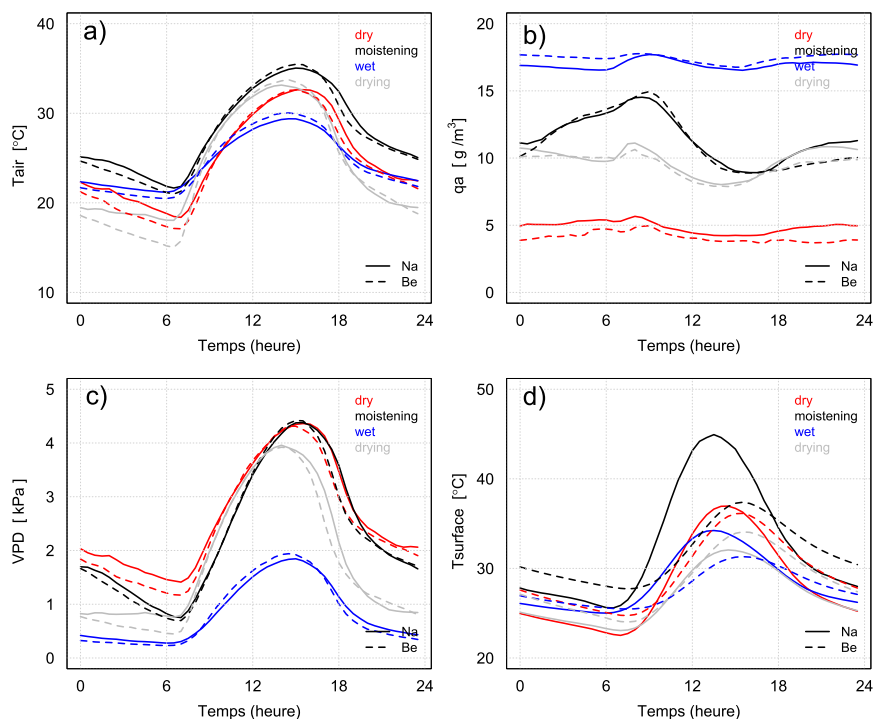 a)
dry
moistening
wet
drying
Tair [°C]
40
30
20
10
Na
Be
0 6 12 18 24
Temps (heure)
b)
dry
moistening
wet
drying
qa [ g /m³]
20
15
10
5
0
Na
Be
0 6 12 18 24
Temps (heure)
c)
dry
moistening
wet
drying
VPD [ kPa]
5
4
3
2
1
0
Na
Be
0 6 12 18 24
Temps (heure)
d)
dry
moistening
wet
drying
Tsurface [°C]
50
40
30
20
Na
Be
0 6 12 18 24
Temps (heure)